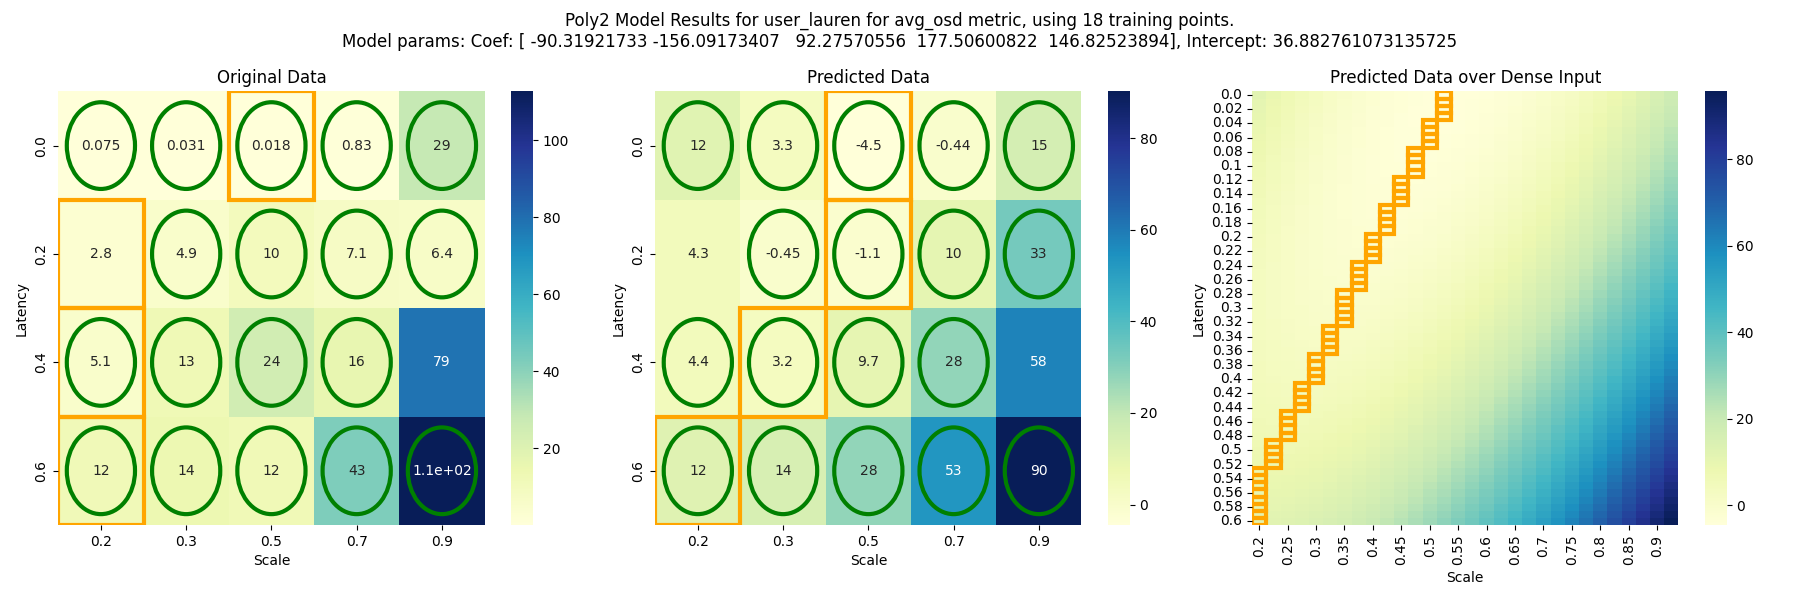 Poly2 Model Results for user_lauren for avg_osd metric, using 18 training points.
Model params: Coef: [ -90.31921733 -156.09173407   92.27570556  177.50600822  146.82523894], Intercept: 36.882761073135725
Original Data
Latency
0.0
0.075 0.031 0.018 0.83 29
0.2
2.8 4.9 10 7.1 6.4
0.4
5.1 13 24 16 79
0.6
12 14 12 43 1.1e+02
0.2 0.3 0.5 0.7 0.9
Scale
100
80
60
40
20
Predicted Data
Latency
0.0
12 3.3 -4.5 -0.44 15
0.2
4.3 -0.45 -1.1 10 33
0.4
4.4 3.2 9.7 28 58
0.6
12 14 28 53 90
0.2 0.3 0.5 0.7 0.9
Scale
80
60
40
20
0
Predicted Data over Dense Input
Latency
0.0
0.02
0.04
0.06
0.08
0.1
0.12
0.14
0.16
0.18
0.2
0.22
0.24
0.26
0.28
0.3
0.32
0.34
0.36
0.38
0.4
0.42
0.44
0.46
0.48
0.5
0.52
0.54
0.56
0.58
0.6
0.2 0.25 0.3 0.35 0.4 0.45 0.5 0.55 0.6 0.65 0.7 0.75 0.8 0.85 0.9
Scale
80
60
40
20
0